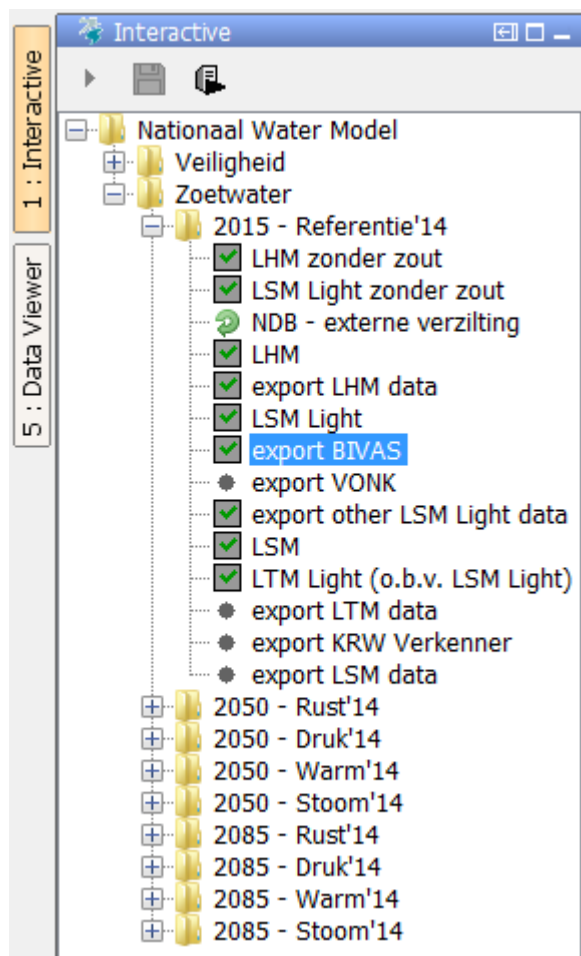 Interactive
1 : Interactive
5 : Data Viewer
Nationaal Water Model
Veiligheid
Zoetwater
2015 - Referentie'14
LHM zonder zout
LSM Light zonder zout
NDB - externe verzilting
LHM
export LHM data
LSM Light
export BIVAS
export VONK
export other LSM Light data
LSM
LTM Light (o.b.v. LSM Light)
export LTM data
export KRW Verkenner
export LSM data
2050 - Rust'14
2050 - Druk'14
2050 - Warm'14
2050 - Stoom'14
2085 - Rust'14
2085 - Druk'14
2085 - Warm'14
2085 - Stoom'14